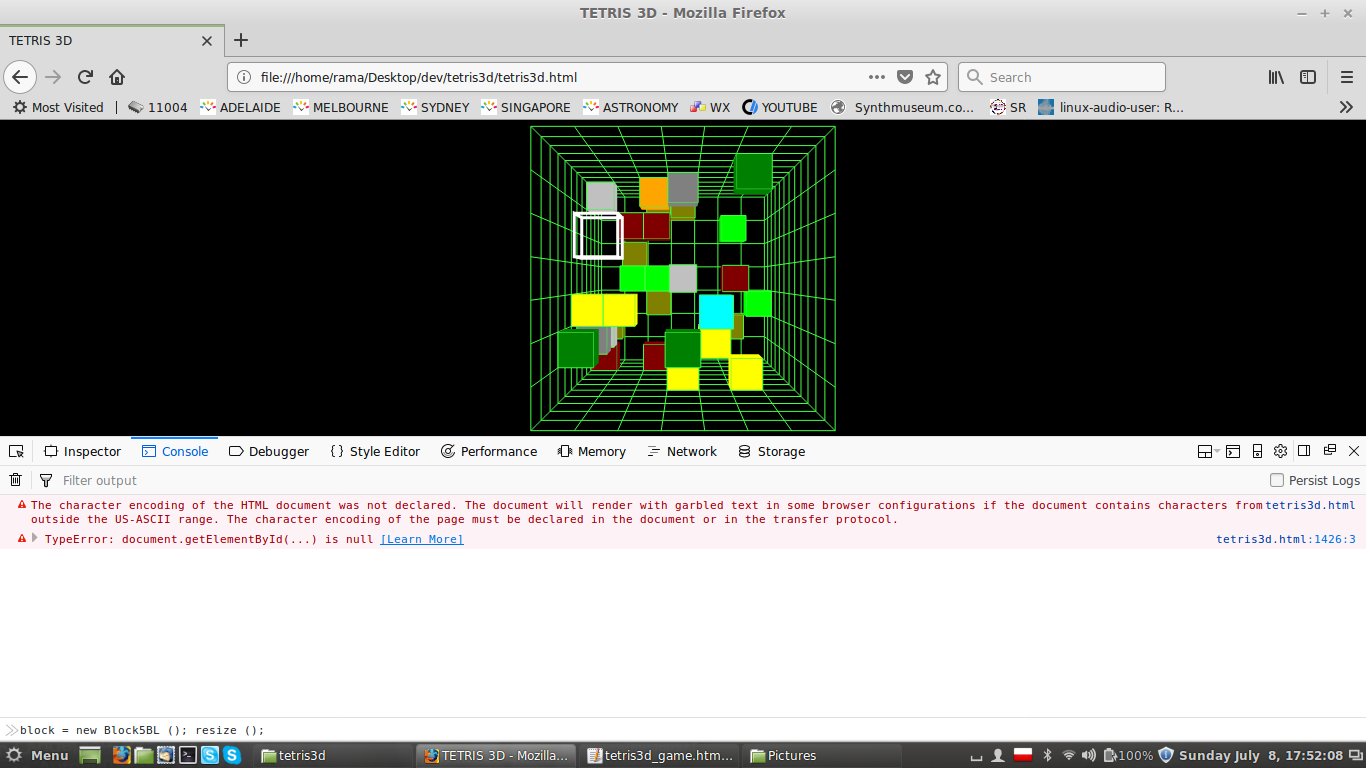 TETRIS 3D - Mozilla Firefox
TETRIS 3D
file:///home/rama/Desktop/dev/tetris3d/tetris3d.html
Search
Most Visited 11004 ADELAIDE MELBOURNE SYDNEY SINGAPORE ASTRONOMY WX YOUTUBE Synthmuseum.co... SR linux-audio-user: R...
Inspector Console Debugger Style Editor Performance Memory Network Storage
Filter output Persist Logs
The character encoding of the HTML document was not declared. The document will render with garbled text in some browser configurations if the document contains characters from tetris3d.html
outside the US-ASCII range. The character encoding of the page must be declared in the document or in the transfer protocol.
TypeError: document.getElementById(...) is null [Learn More] tetris3d.html:1426:3
block = new Block5BL (); resize ();
Menu tetris3d TETRIS 3D - Mozilla... tetris3d_game.htm... Pictures 100% Sunday July 8, 17:52:08